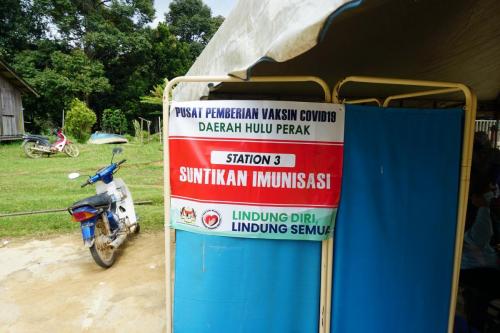 PUSAT PEMBERIAN VAKSIN COVID19
DAERAH HULU PERAK
STATION 3
SUNTIKAN IMUNISASI
LINDUNG DIRI,
LINDUNG SEMUA